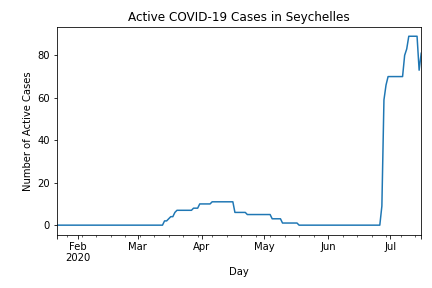 Active COVID-19 Cases in Seychelles
Number of Active Cases
80
60
40
20
0
Feb Mar Apr May Jun Jul
2020
Day